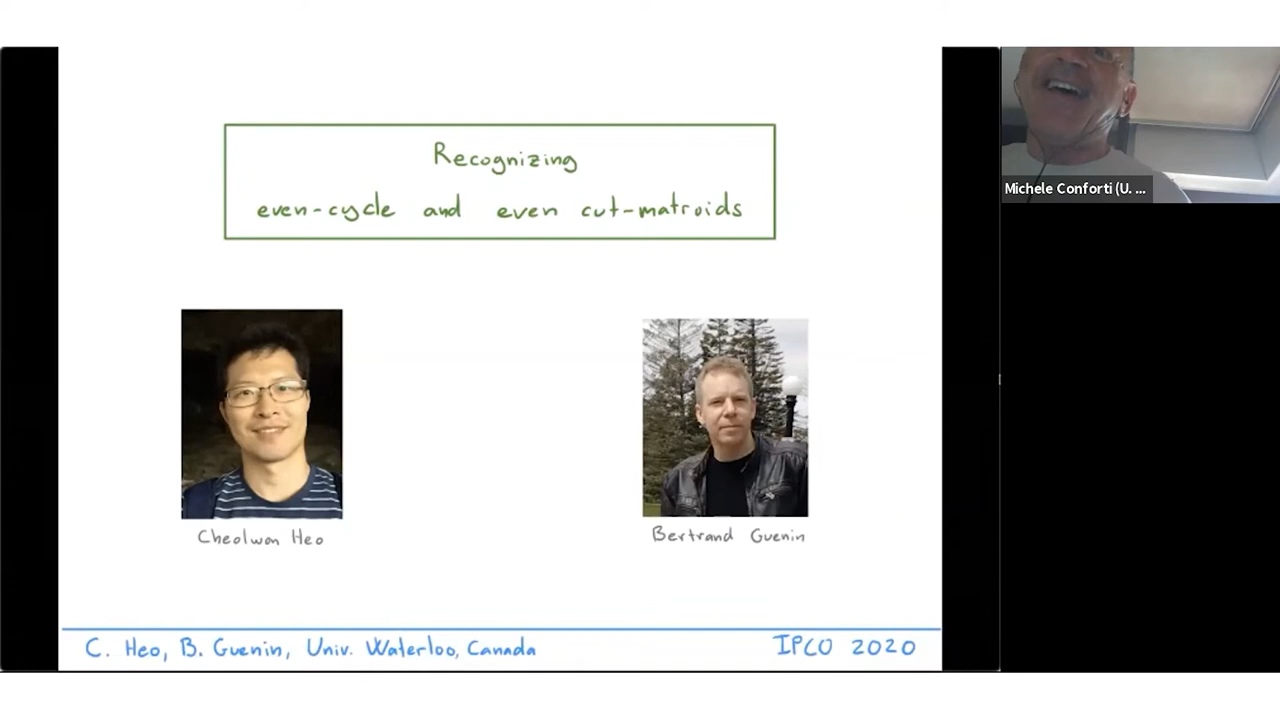 Recognizing
even-cycle and even cut-matroids
Michele Conforti (U. ...
Cheolwon Heo
Bertrand Guenin
C. Heo, B. Guenin, Univ. Waterloo, Canada
IPCO 2020